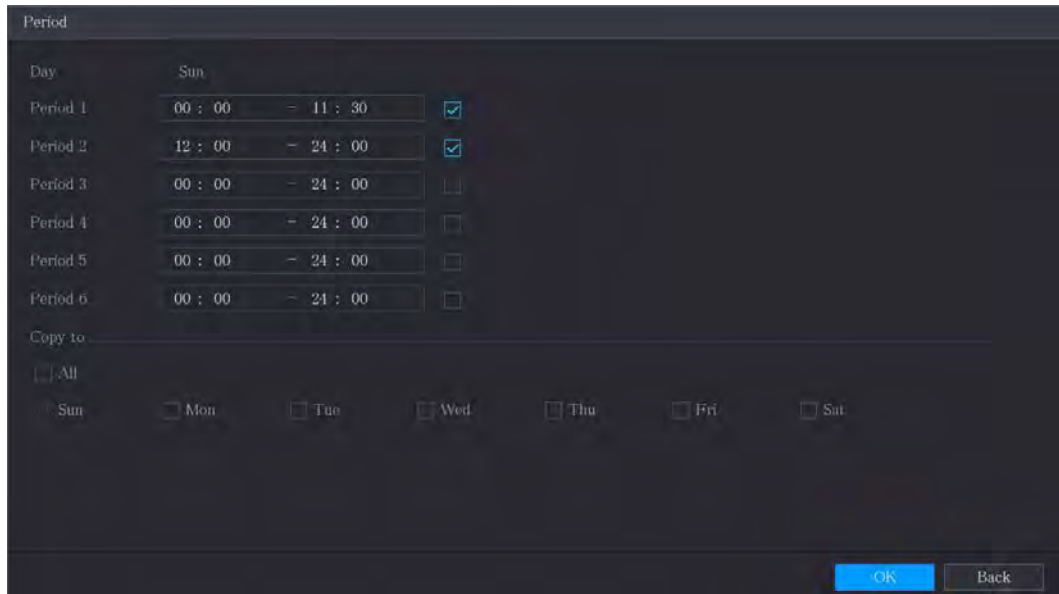 Period
Day Sun
Period 1 00 : 00 - 11 : 30
Period 2 12 : 00 - 24 : 00
Period 3 00 : 00 - 24 : 00
Period 4 00 : 00 - 24 : 00
Period 5 00 : 00 - 24 : 00
Period 6 00 : 00 - 24 : 00
Copy to
All
Sun Mon Tue Wed Thu Fri Sat
OK Back